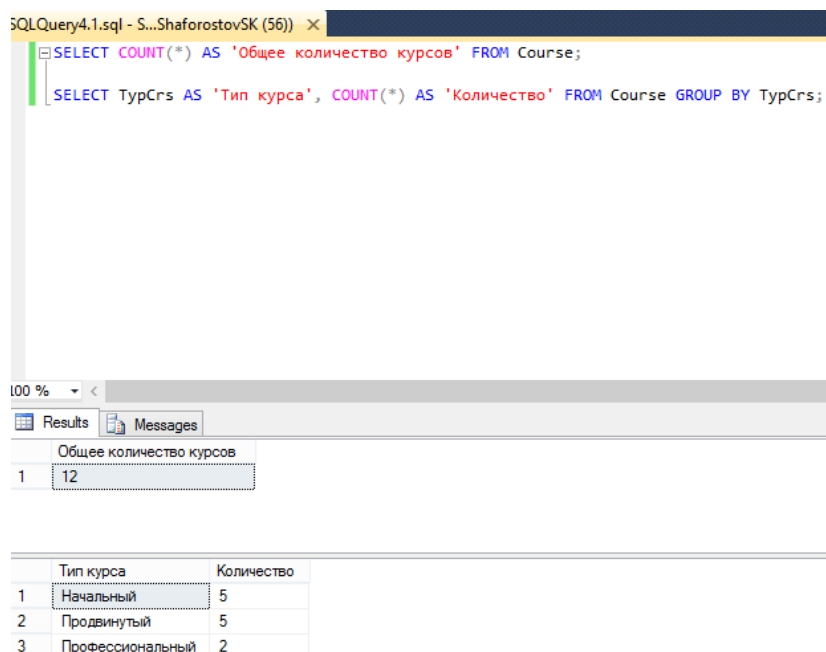 SQLQuery4.1.sql - S...ShaforostovSK (56)) ×
SELECT COUNT(*) AS 'Общее количество курсов' FROM Course;
SELECT TypCrs AS 'Тип курса', COUNT(*) AS 'Количество' FROM Course GROUP BY TypCrs;
100 %
Results Messages
Общее количество курсов
1 12
Тип курса Количество
1 Начальный 5
2 Продвинутый 5
3 Профессиональный 2